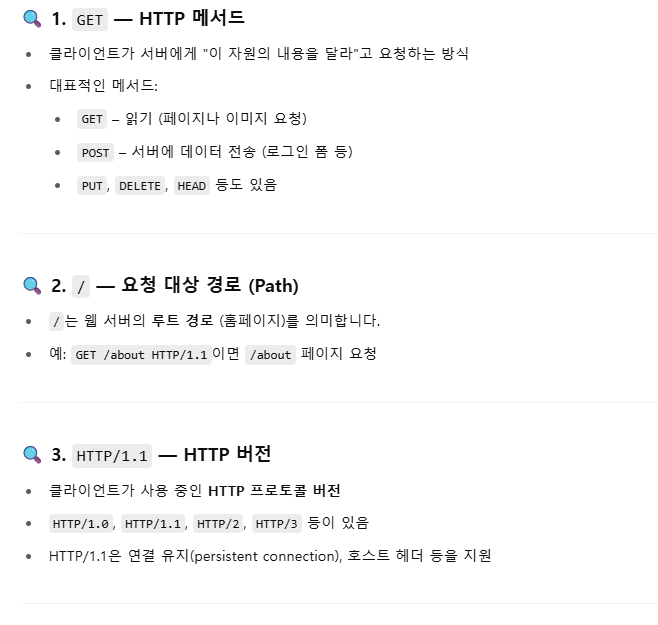 1. GET — HTTP 메서드
클라이언트가 서버에게 "이 자원의 내용을 달라"고 요청하는 방식
대표적인 메서드:
GET – 읽기 (페이지나 이미지 요청)
POST – 서버에 데이터 전송 (로그인 폼 등)
PUT, DELETE, HEAD 등도 있음
2. / — 요청 대상 경로 (Path)
/는 웹 서버의 루트 경로 (홈페이지)를 의미합니다.
예: GET /about HTTP/1.1이면 /about 페이지 요청
3. HTTP/1.1 — HTTP 버전
클라이언트가 사용 중인 HTTP 프로토콜 버전
HTTP/1.0, HTTP/1.1, HTTP/2, HTTP/3 등이 있음
HTTP/1.1은 연결 유지(persistent connection), 호스트 헤더 등을 지원